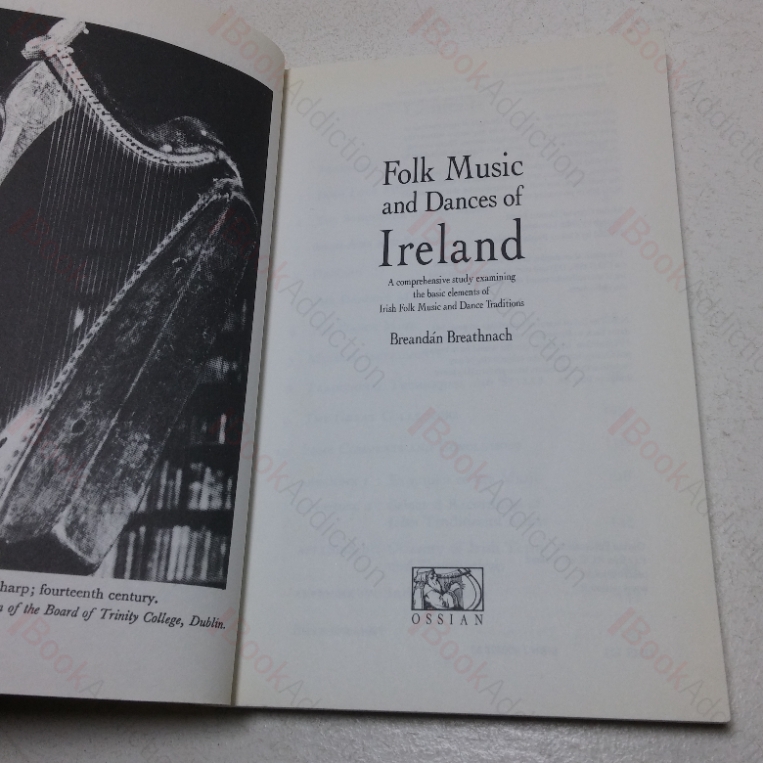 harp; fourteenth century.
n of the Board of Trinity College, Dublin.
Folk Music
and Dances of
Ireland
A comprehensive study examining
the basic elements of
Irish Folk Music and Dance Traditions
Breandán Breathnach
OSSIAN
BookAddiction